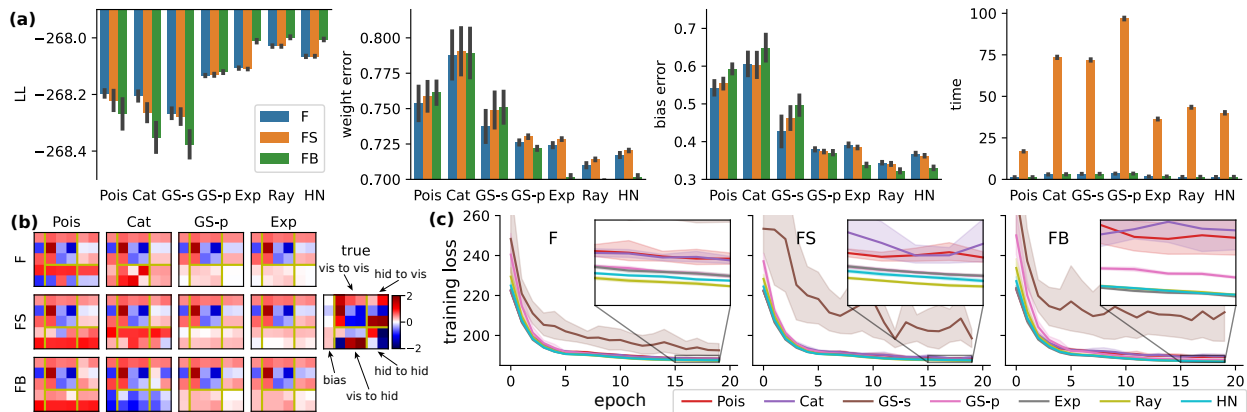 (a)
−268.0
−268.2
−268.4
LL
F
FS
FB
Pois Cat GS-s GS-p Exp Ray HN
0.800
0.775
0.750
0.725
0.700
weight error
Pois Cat GS-s GS-p Exp Ray HN
0.7
0.6
0.5
0.4
0.3
bias error
Pois Cat GS-s GS-p Exp Ray HN
100
75
50
25
0
time
Pois Cat GS-s GS-p Exp Ray HN
(b)
Pois Cat GS-p Exp
F
FS
FB
true
vis to vis
hid to vis
2
0
−2
bias
hid to hid
vis to hid
(c)
training loss
260
240
220
200
F
0 5 10 15 20
FS
0 5 10 15 20
FB
0 5 10 15 20
epoch
Pois Cat GS-s GS-p Exp Ray HN